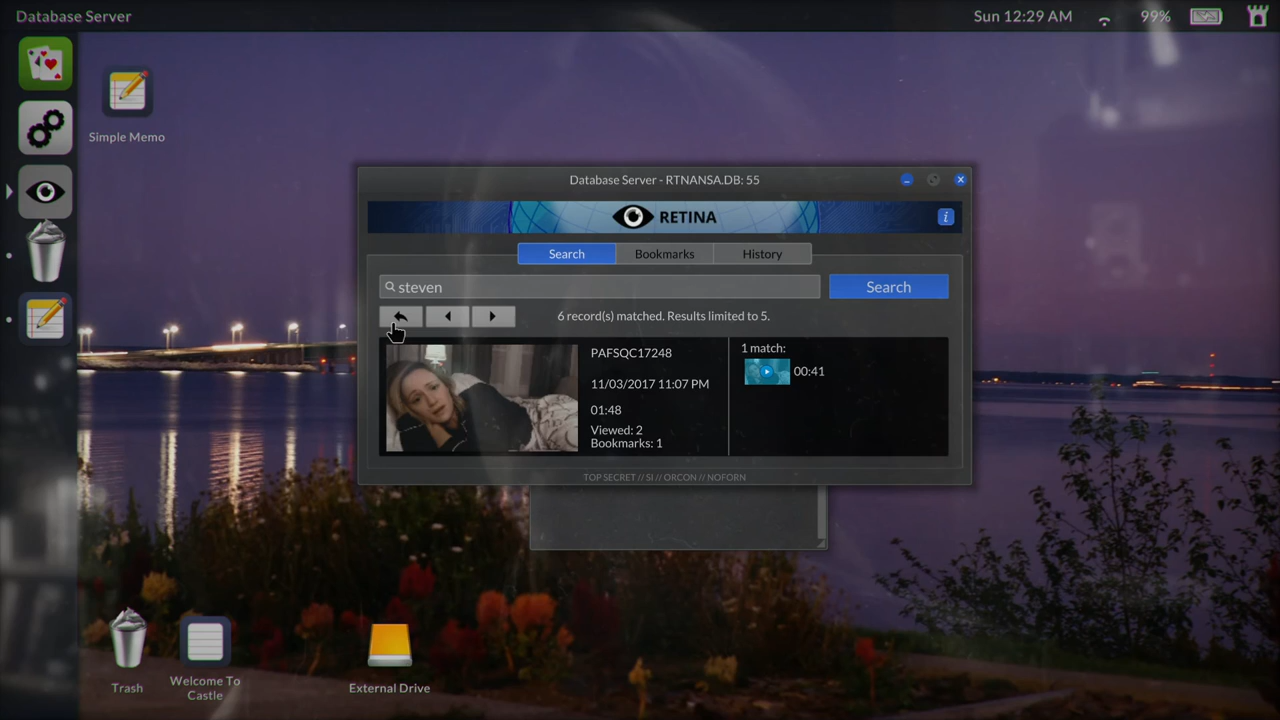 Database Server
Sun 12:29 AM
99%
Simple Memo
Database Server - RTNANSA.DB: 55
RETINA
i
Search
Bookmarks
History
steven
Search
6 record(s) matched. Results limited to 5.
PAFSQC17248
11/03/2017 11:07 PM
01:48
Viewed: 2
Bookmarks: 1
1 match:
00:41
TOP SECRET // SI // ORCON // NOFORN
Trash
Welcome To
Castle
External Drive